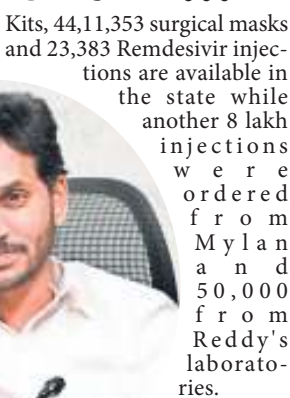 Kits, 44,11,353 surgical masks
and 23,383 Remdesivir injec-
tions are available in
the state while
another 8 lakh
injections
were
ordered
from
Mylan
and
50,000
from
Reddy's
laborato-
ries.